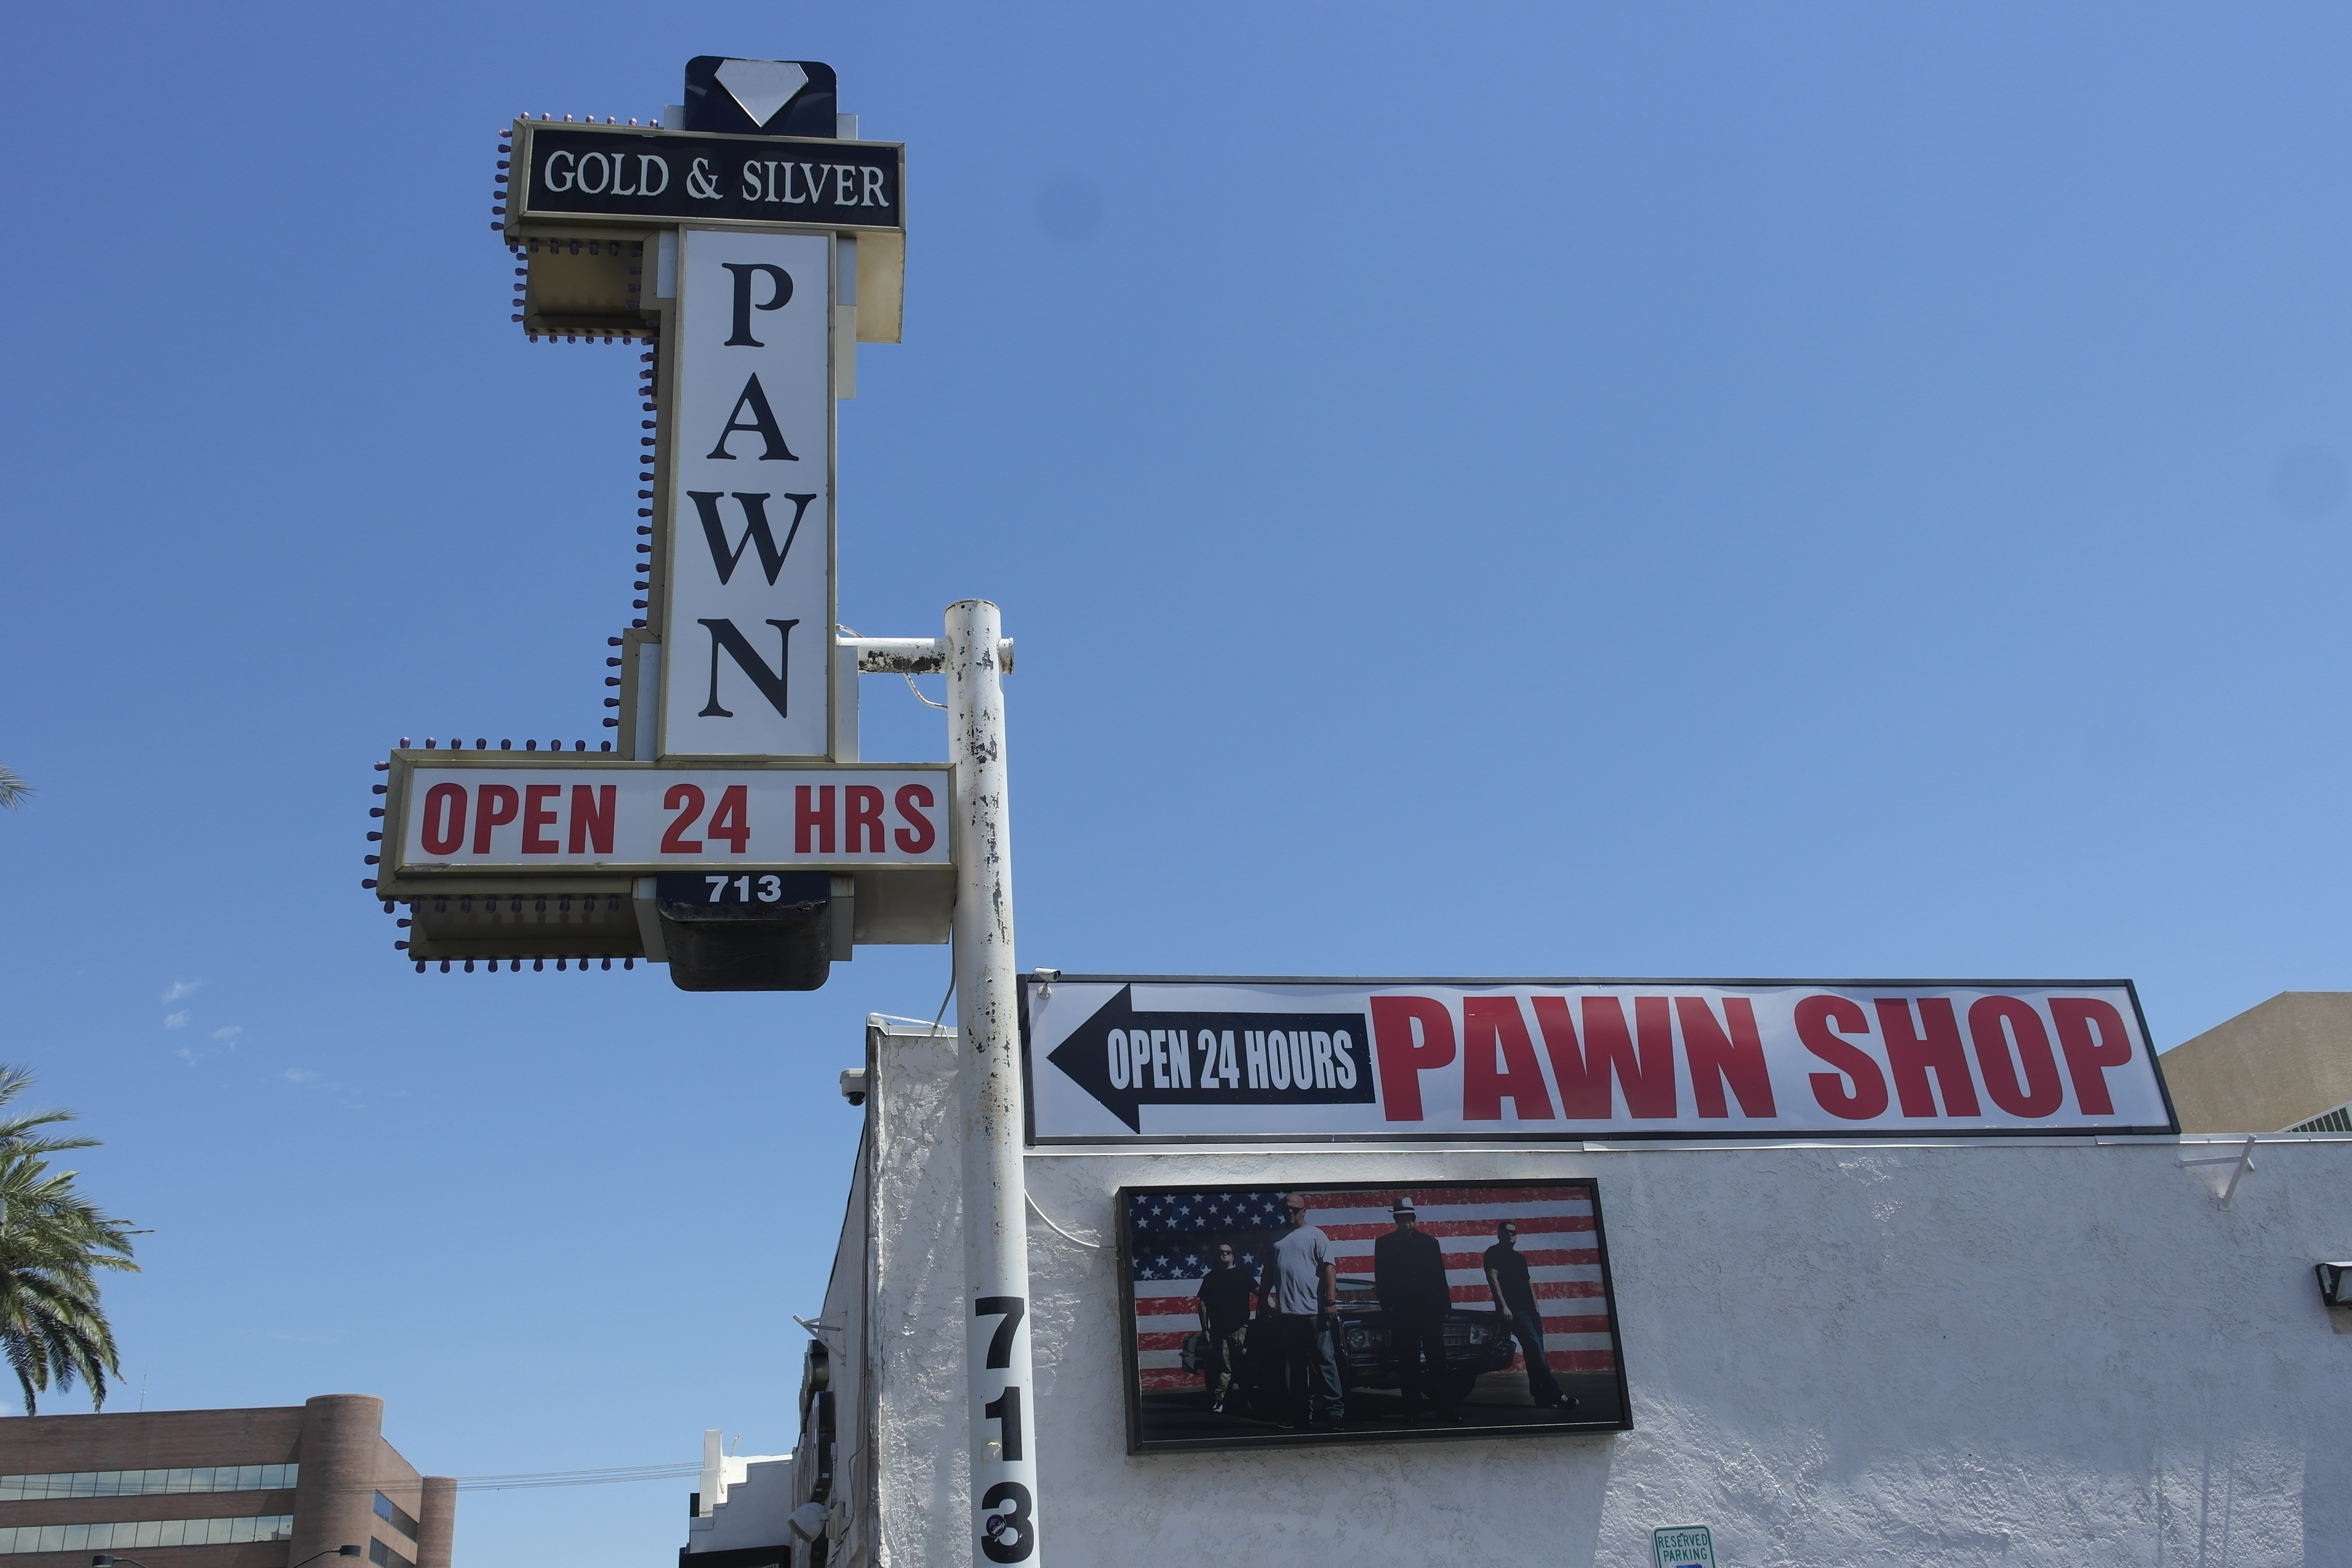 GOLD & SILVER
PAWN
OPEN 24 HRS
713
OPEN 24 HOURS PAWN SHOP
713
RESERVED
PARKING